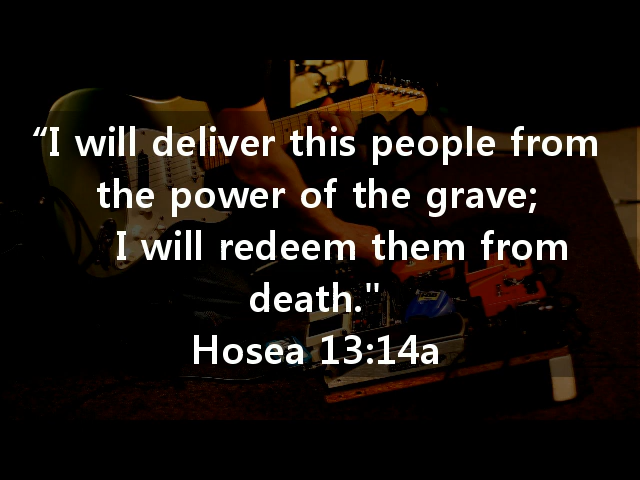 “I will deliver this people from
the power of the grave;
I will redeem them from
death."
Hosea 13:14a